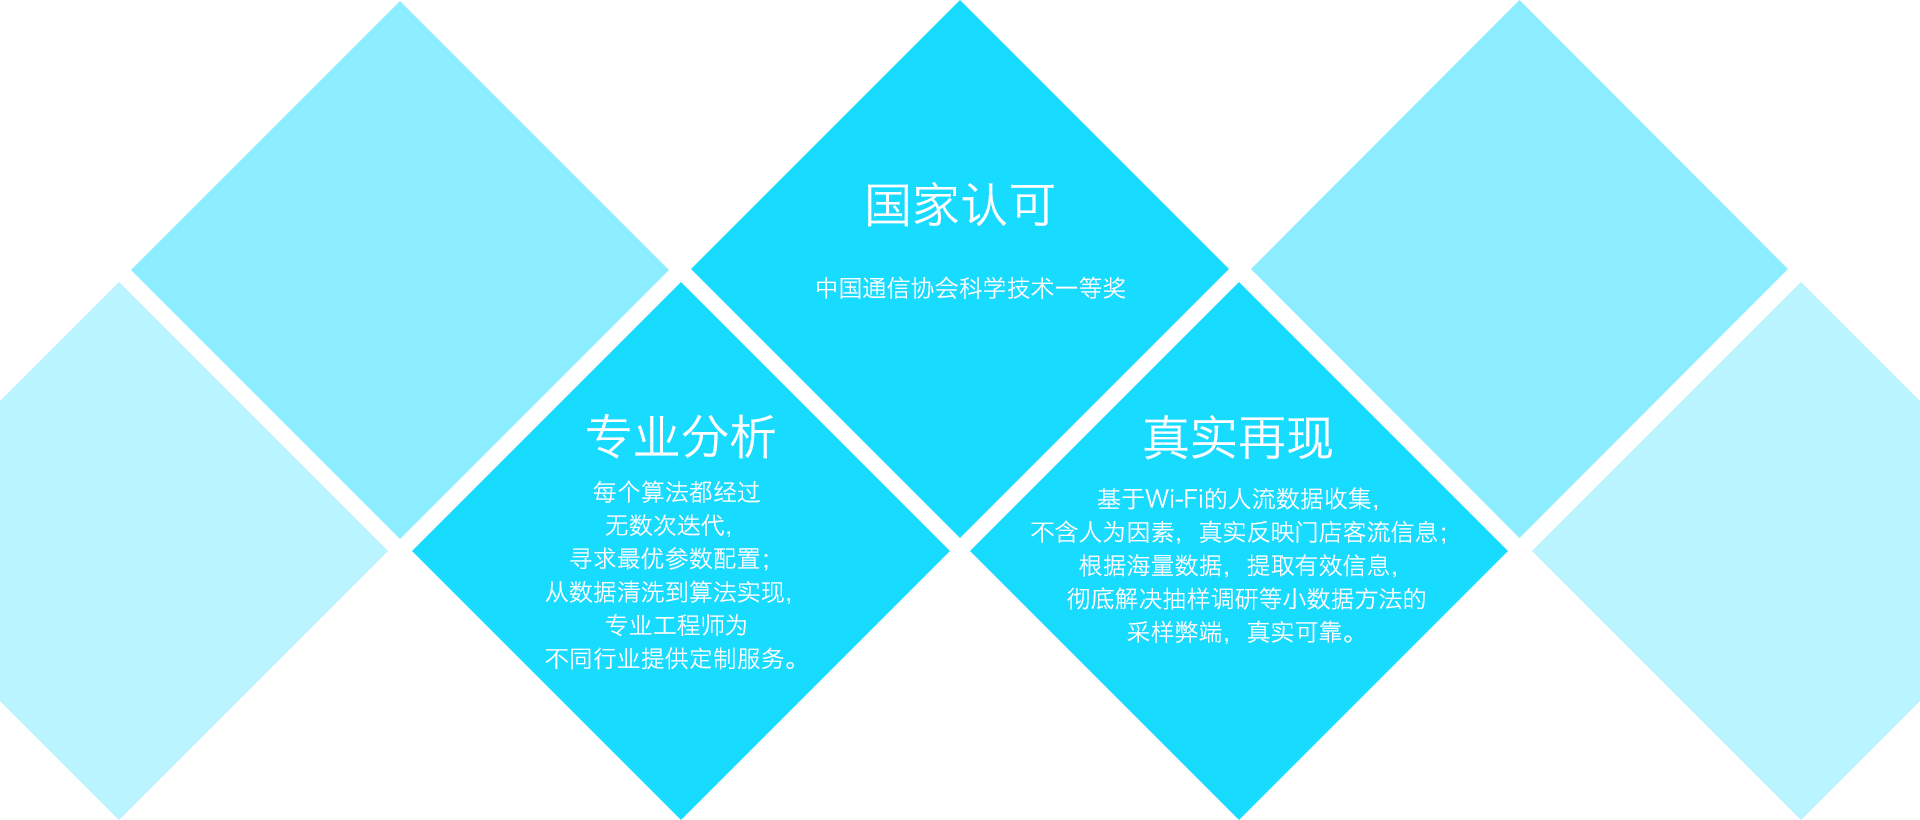 国家认可
中国通信协会科学技术一等奖
专业分析
每个算法都经过
无数次迭代，
寻求最优参数配置；
从数据清洗到算法实现，
专业工程师为
不同行业提供定制服务。
真实再现
基于Wi-Fi的人流数据收集，
不含人为因素，真实反映门店客流信息；
根据海量数据，提取有效信息，
彻底解决抽样调研等小数据方法的
采样弊端，真实可靠。